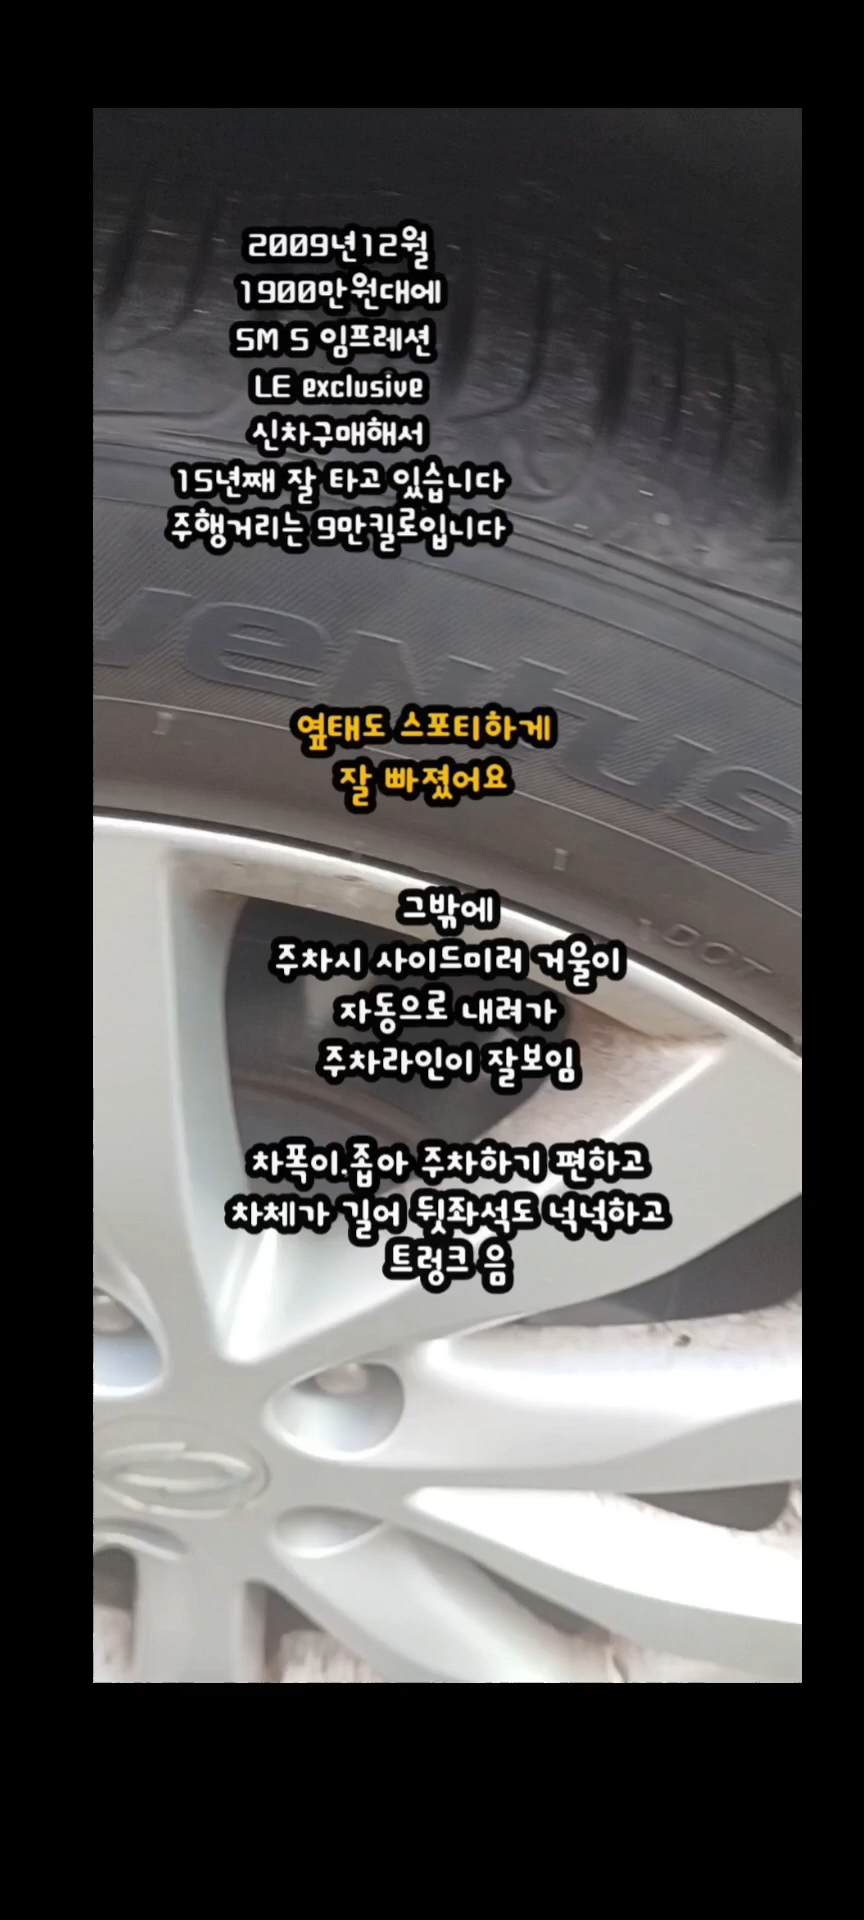 2009년12월
1900만원대에
SM 5 임프레션
LE exclusive
신차구매해서
15년째 잘 타고 있습니다
주행거리는 9만킬로입니다
ventus
옆태도 스포티하게
잘 빠졌어요
그밖에
DOT
주차시 사이드미러 거울이
자동으로 내려가
주차라인이 잘보임
차폭이.좁아 주차하기 편하고
차체가 길어 뒷좌석도 넉넉하고
트렁크 음